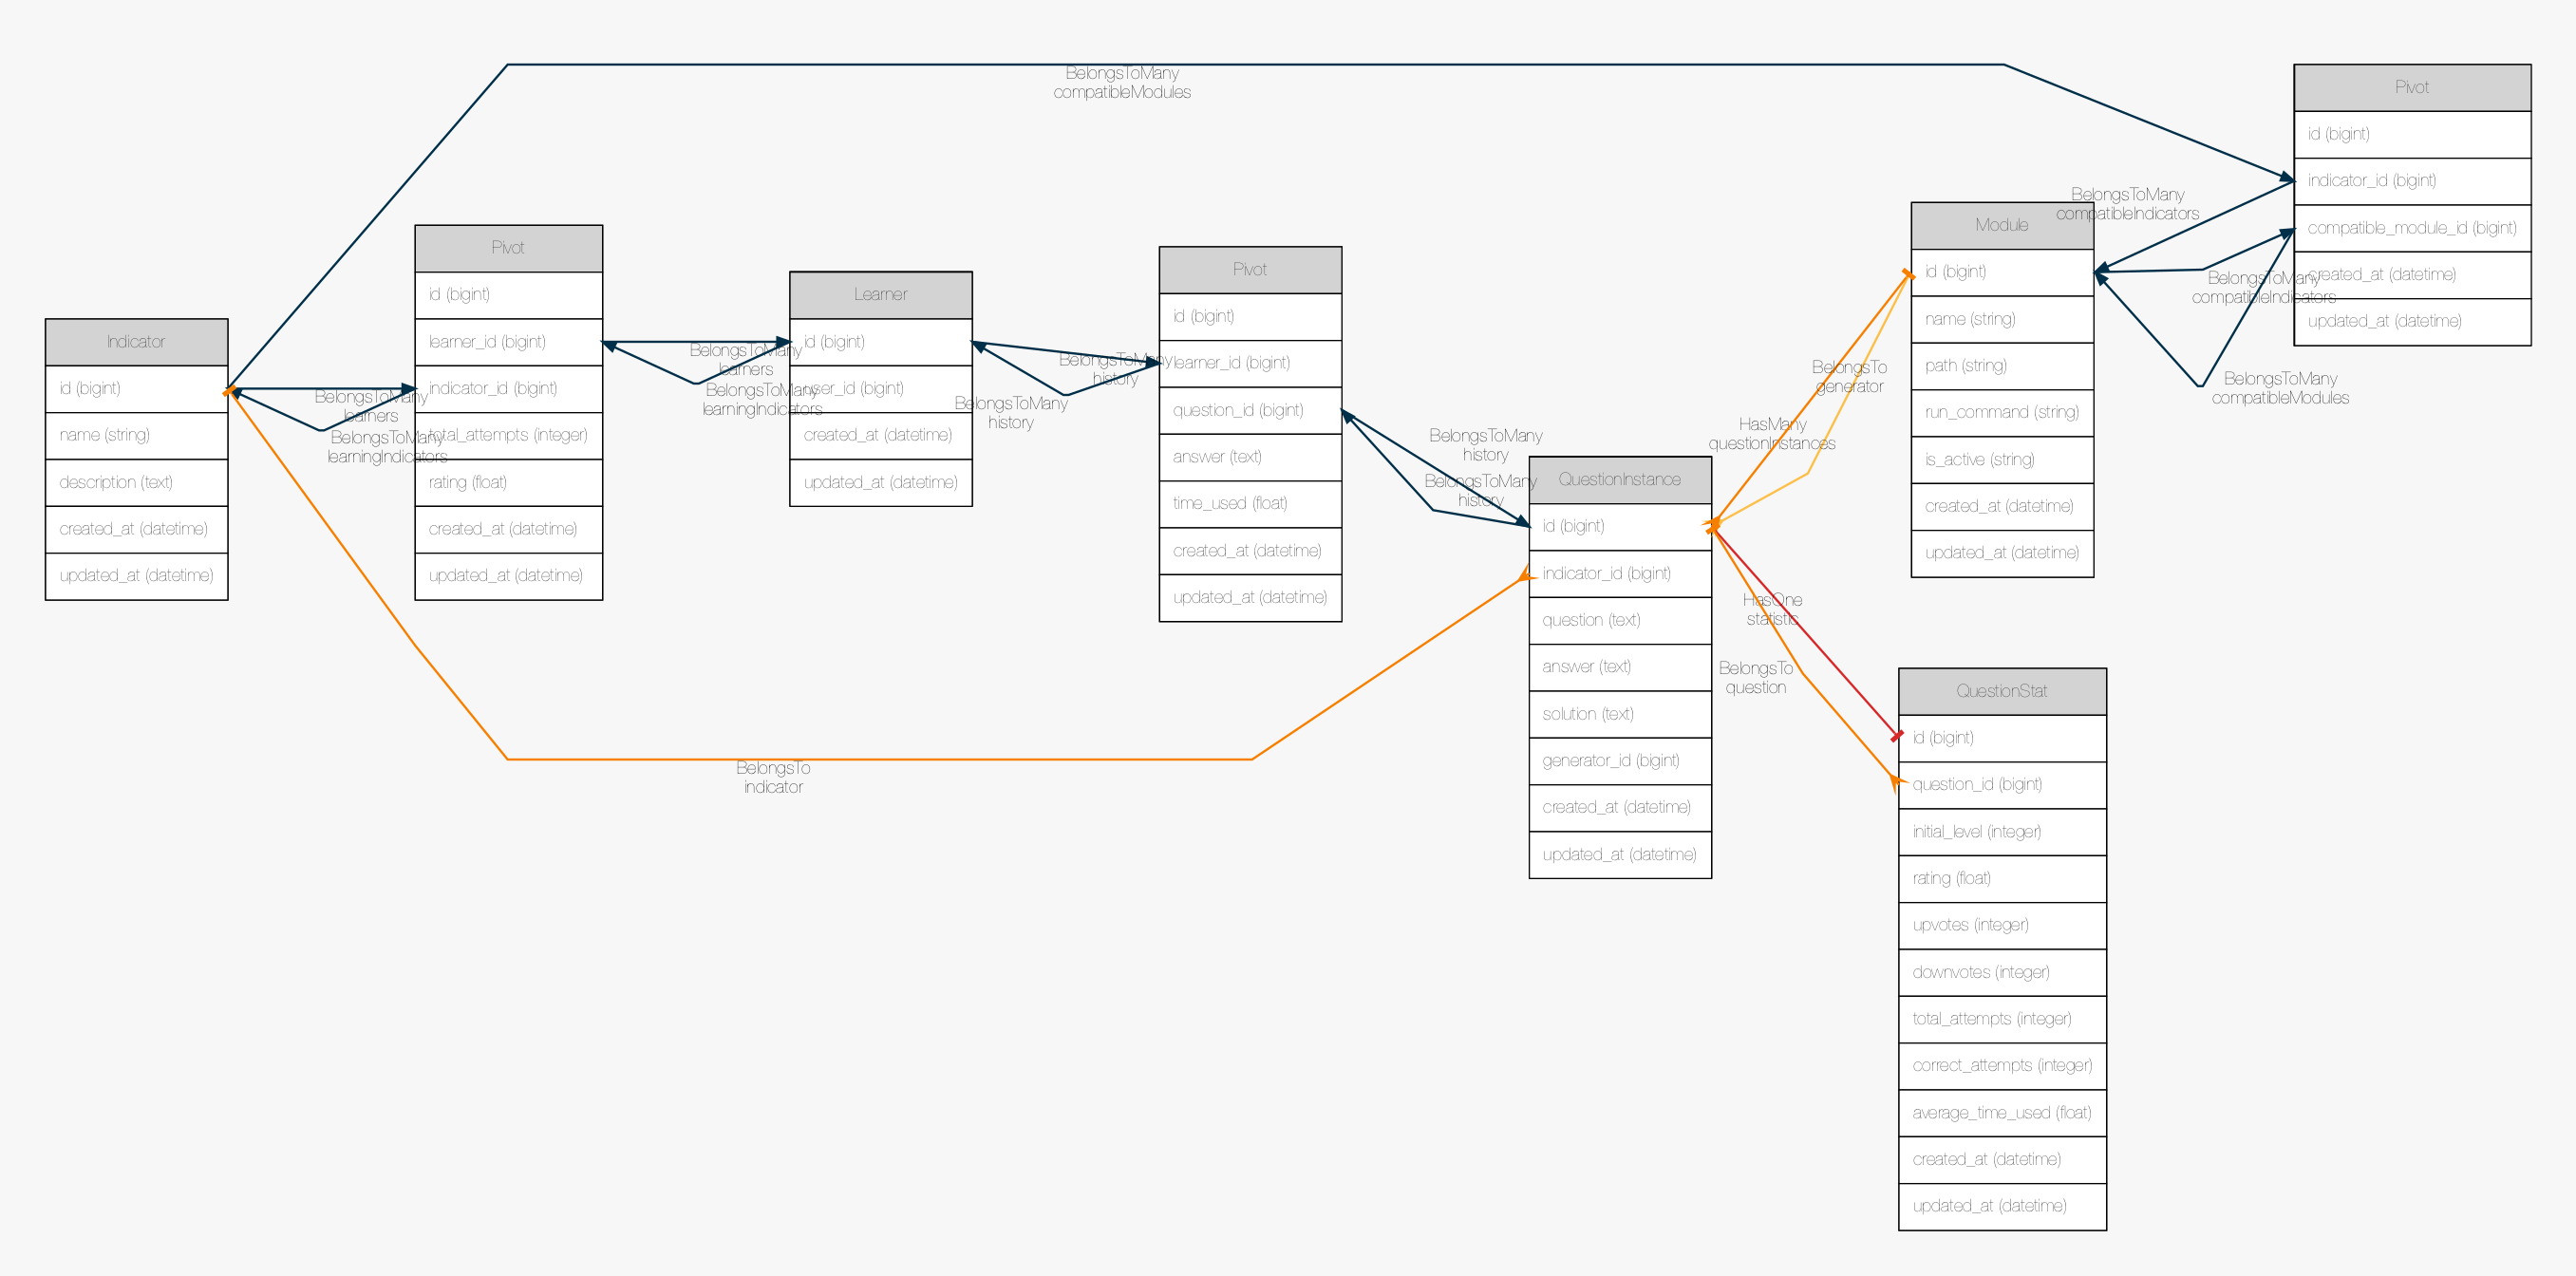 BelongsToMany
compatibleModules
Indicator
id (bigint)
name (string)
description (text)
created_at (datetime)
updated_at (datetime)
BelongsToMany
learners
BelongsToMany
learningIndicators
Pivot
id (bigint)
learner_id (bigint)
indicator_id (bigint)
total_attempts (integer)
rating (float)
created_at (datetime)
updated_at (datetime)
BelongsToMany
learners
BelongsToMany
learningIndicators
Learner
id (bigint)
user_id (bigint)
created_at (datetime)
updated_at (datetime)
BelongsToMany
history
BelongsToMany
history
Pivot
id (bigint)
learner_id (bigint)
question_id (bigint)
answer (text)
time_used (float)
created_at (datetime)
updated_at (datetime)
BelongsToMany
history
BelongsToMany
history
BelongsTo
indicator
QuestionInstance
id (bigint)
indicator_id (bigint)
question (text)
answer (text)
solution (text)
generator_id (bigint)
created_at (datetime)
updated_at (datetime)
BelongsTo
generator
HasMany
questionInstances
HasOne
statistic
BelongsTo
question
Module
id (bigint)
name (string)
path (string)
run_command (string)
is_active (string)
created_at (datetime)
updated_at (datetime)
QuestionStat
id (bigint)
question_id (bigint)
initial_level (integer)
rating (float)
upvotes (integer)
downvotes (integer)
total_attempts (integer)
correct_attempts (integer)
average_time_used (float)
created_at (datetime)
updated_at (datetime)
BelongsToMany
compatibleIndicators
BelongsToMany
compatibleIndicators
BelongsToMany
compatibleModules
Pivot
id (bigint)
indicator_id (bigint)
compatible_module_id (bigint)
created_at (datetime)
updated_at (datetime)